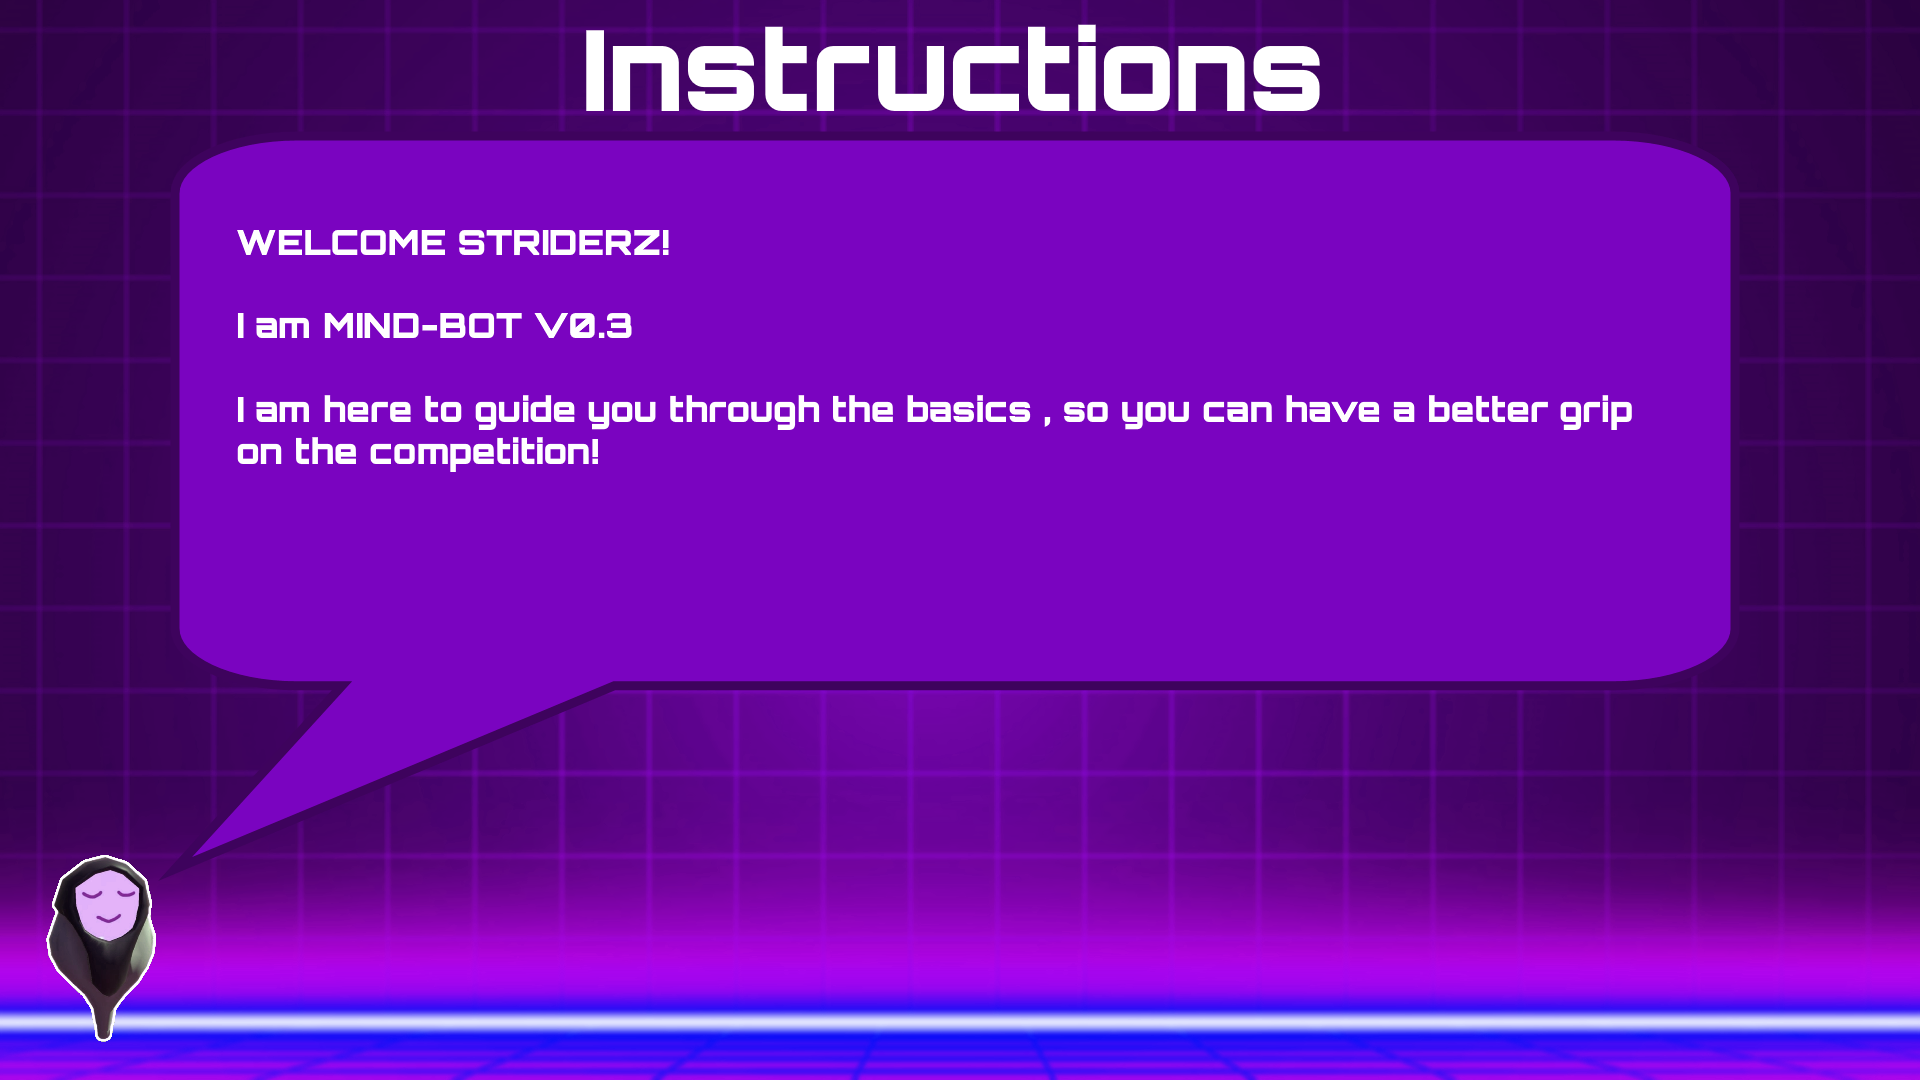 Instructions
WELCOME STRIDERZ!
I am MIND-BOT V0.3
I am here to guide you through the basics , so you can have a better grip
on the competition!